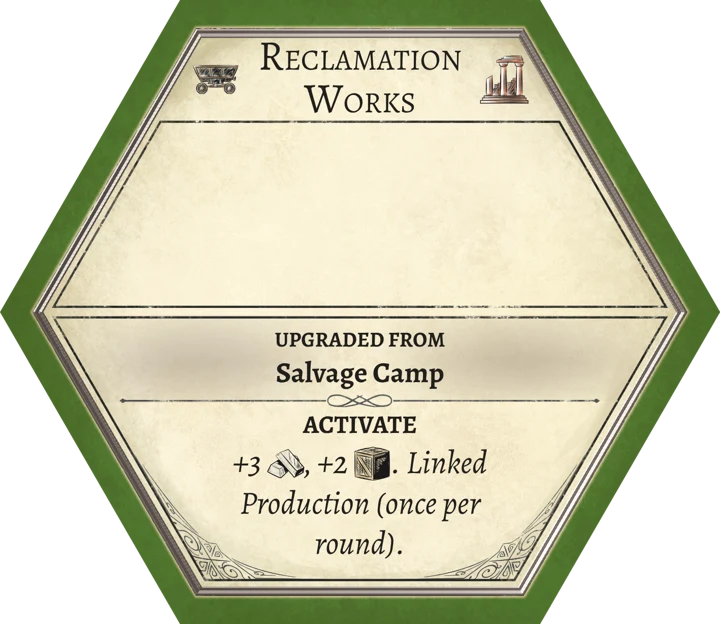 Reclamation
Works
UPGRADED FROM
Salvage Camp
ACTIVATE
+3 , +2 . Linked
Production (once per
round).